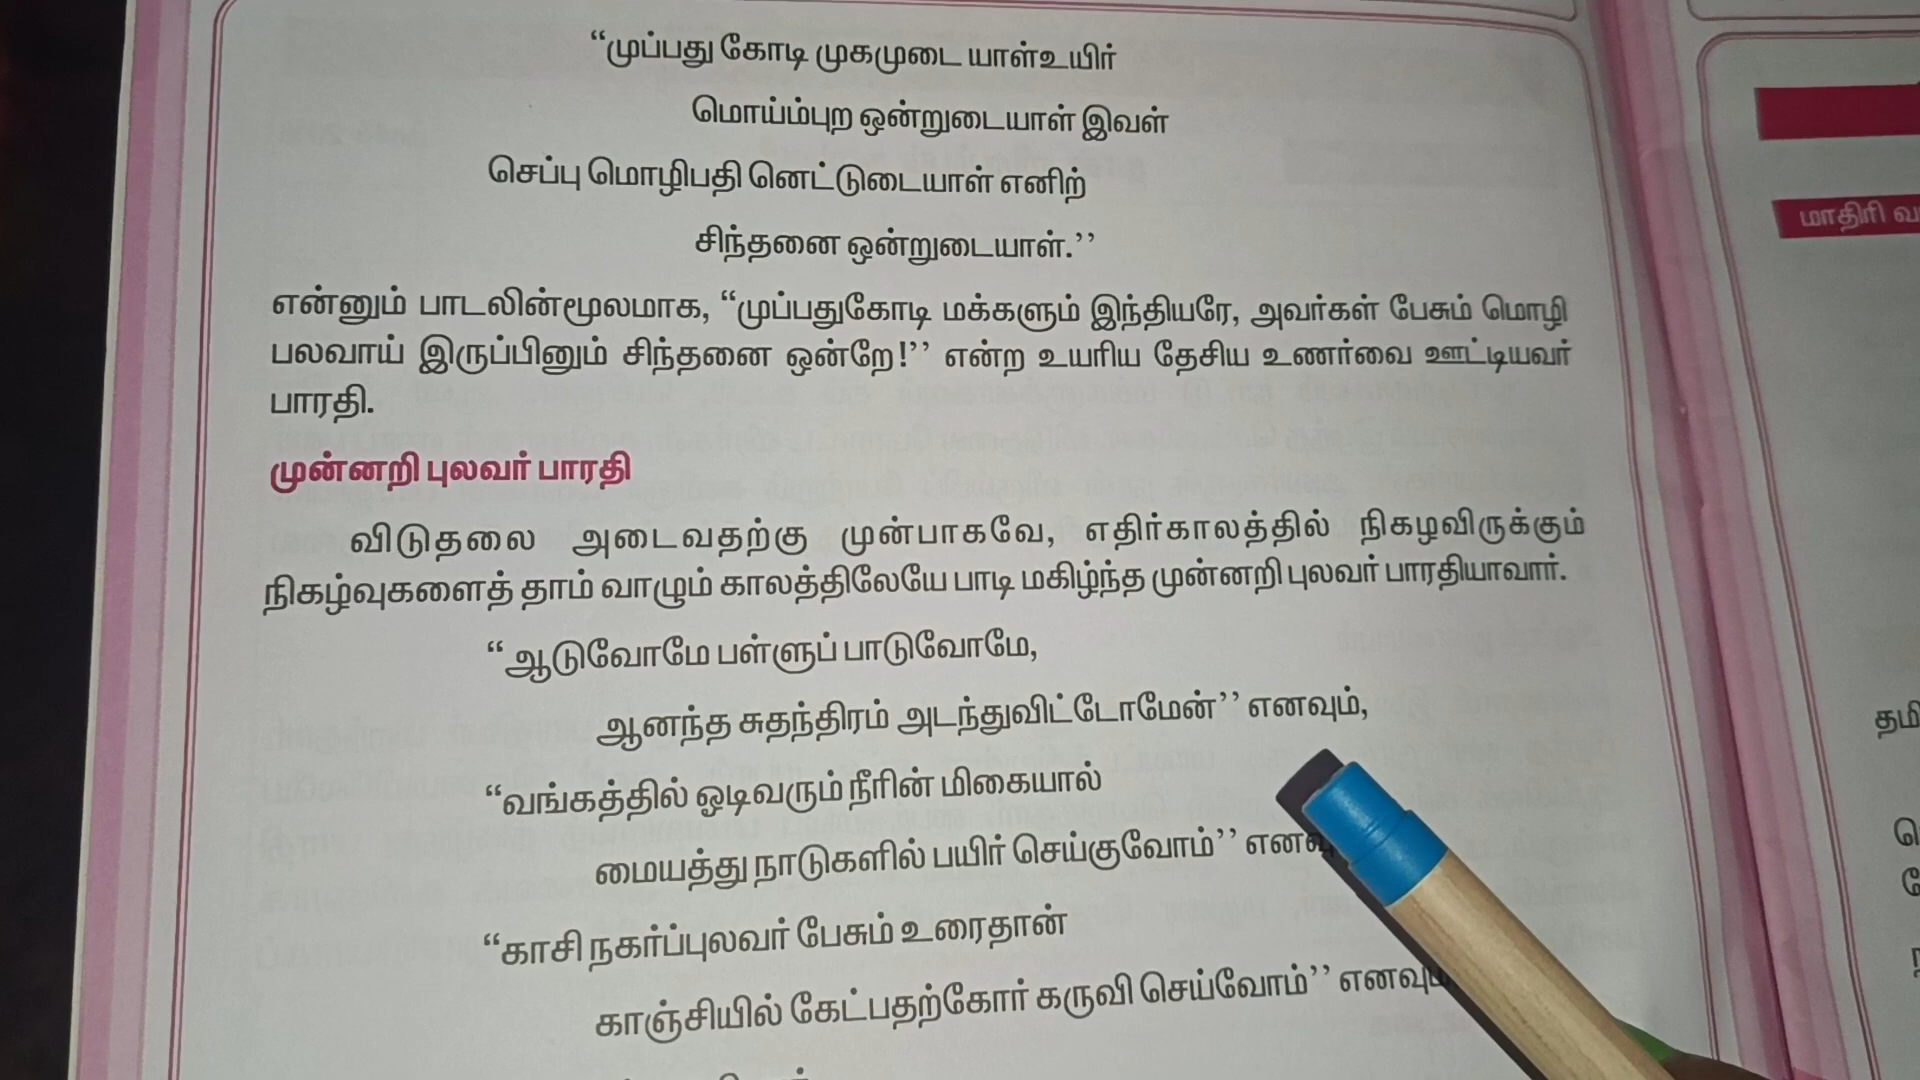 “முப்பது கோடி முகமுடை யாள்உயிர்
மொய்ம்புற ஒன்றுடையாள் இவள்
செப்பு மொழிபதி னெட்டுடையாள் எனிற்
சிந்தனை ஒன்றுடையாள்.’’
என்னும் பாடலின்மூலமாக, “முப்பதுகோடி மக்களும் இந்தியரே, அவர்கள் பேசும் மொழி
பலவாய் இருப்பினும் சிந்தனை ஒன்றே!’’ என்ற உயரிய தேசிய உணர்வை ஊட்டியவர்
பாரதி.
முன்னறி புலவர் பாரதி
விடுதலை அடைவதற்கு முன்பாகவே, எதிர்காலத்தில் நிகழவிருக்கும்
நிகழ்வுகளைத் தாம் வாழும் காலத்திலேயே பாடி மகிழ்ந்த முன்னறி புலவர் பாரதியாவார்.
“ஆடுவோமே பள்ளுப் பாடுவோமே,
ஆனந்த சுதந்திரம் அடந்துவிட்டோமேன்’’ எனவும்,
“வங்கத்தில் ஓடிவரும் நீரின் மிகையால்
மையத்து நாடுகளில் பயிர் செய்குவோம்’’
“காசி நகர்ப்புலவர் பேசும் உரைதான்
காஞ்சியில் கேட்பதற்கோர் கருவி செய்வோம்’’ எனவும்
மாதிரி